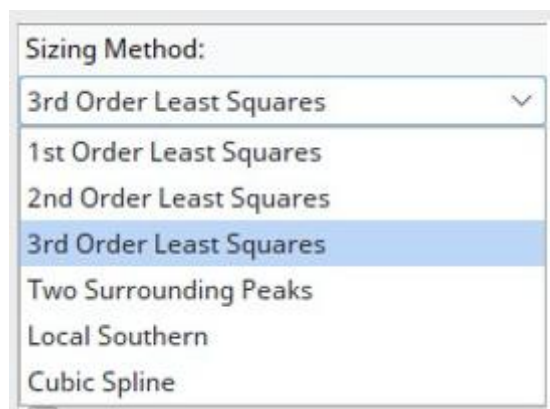 Sizing Method:
3rd Order Least Squares
1st Order Least Squares
2nd Order Least Squares
3rd Order Least Squares
Two Surrounding Peaks
Local Southern
Cubic Spline